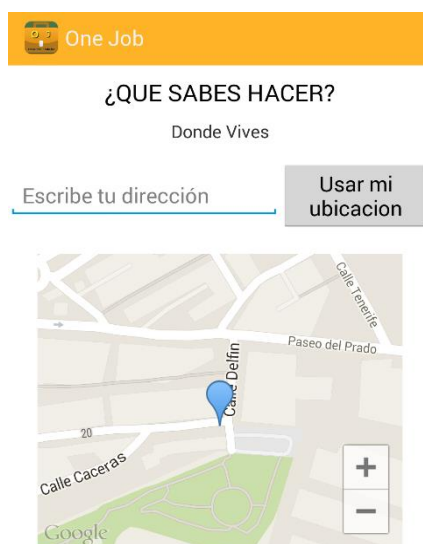 One Job
¿QUE SABES HACER?
Donde Vives
Escribe tu dirección
Usar mi
ubicacion
Calle Tenerife
Paseo del Prado
Calle Delfin
20
Calle Caceras
+
−
Google